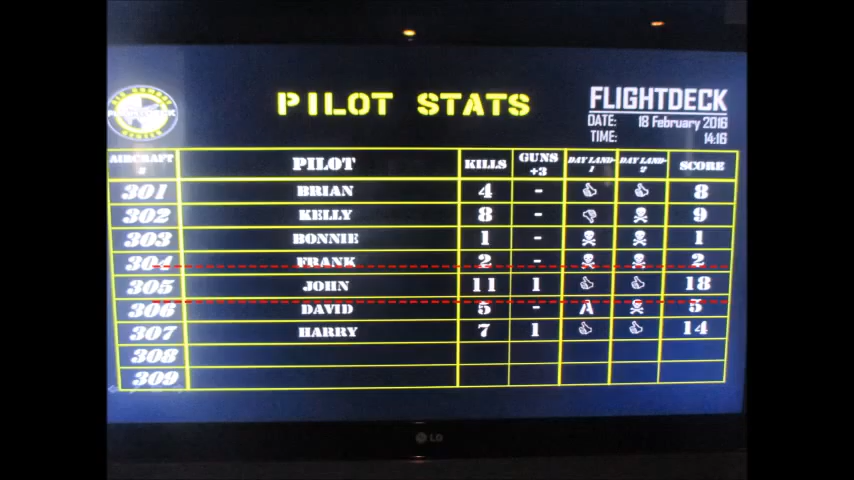 PILOT STATS
FLIGHTDECK
DATE: 18 February 2016
TIME: 14:16
AIRCRAFT # PILOT KILLS GUNS +3 DAY LAND-1 DAY LAND-2 SCORE
301 BRIAN 4 - 8
302 KELLY 8 - 9
303 BONNIE 1 - 1
304 FRANK 2 - 2
305 JOHN 11 1 18
306 DAVID 5 - A 5
307 HARRY 7 1 14
308
309
LG